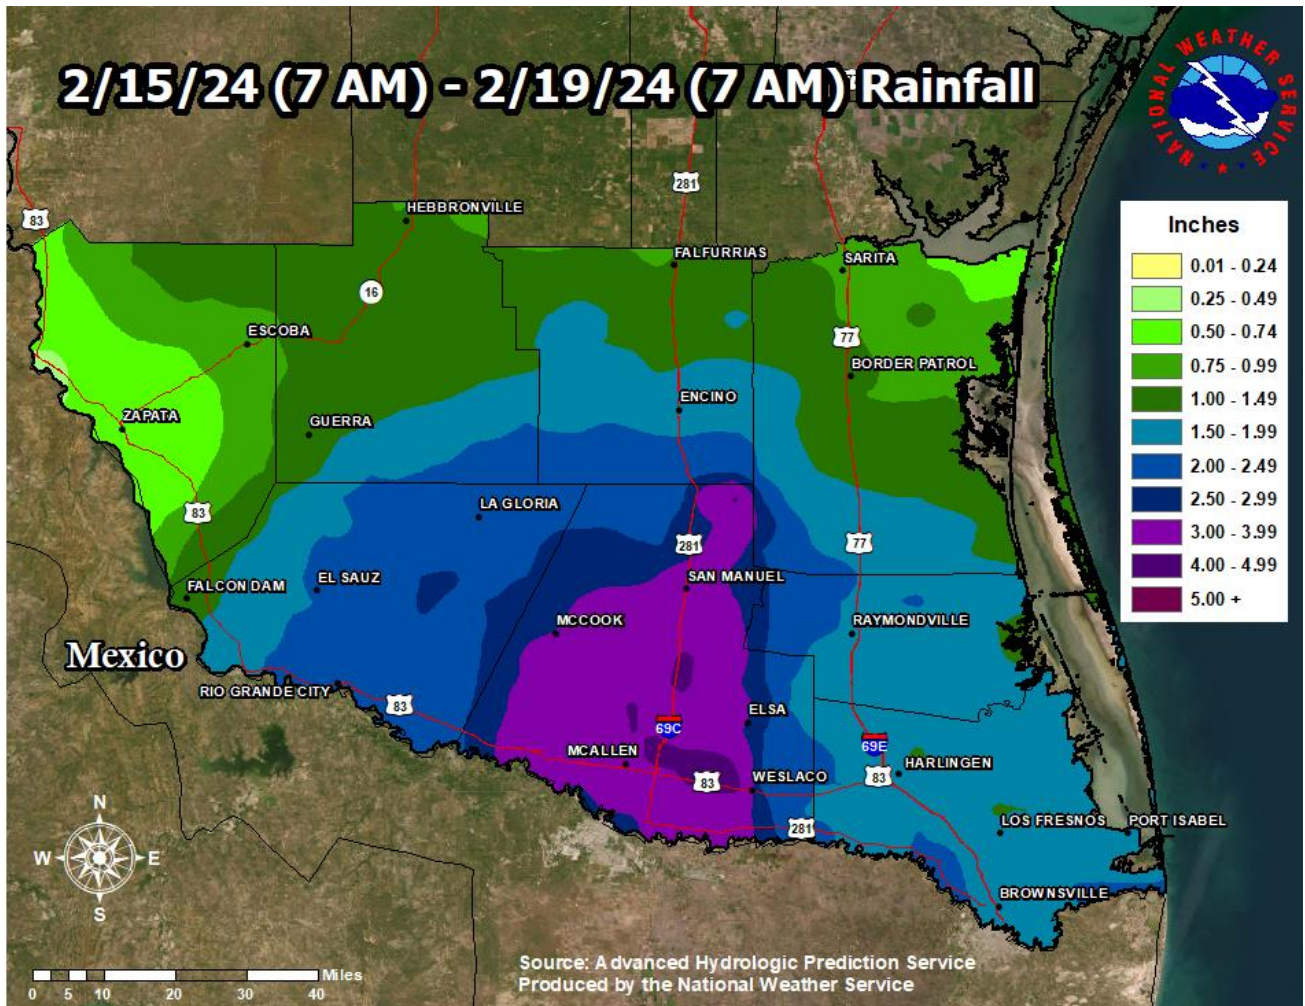 2/15/24 (7 AM) - 2/19/24 (7 AM) Rainfall
NATIONAL WEATHER SERVICE
83
281
HEBBRONVILLE
FALFURRIAS
SARITA
Inches
0.01 - 0.24
0.25 - 0.49
0.50 - 0.74
0.75 - 0.99
1.00 - 1.49
1.50 - 1.99
2.00 - 2.49
2.50 - 2.99
3.00 - 3.99
4.00 - 4.99
5.00 +
16
ESCOBA
77
BORDER PATROL
ZAPATA
GUERRA
ENCINO
83
LA GLORIA
281
77
FALCON DAM
EL SAUZ
SAN MANUEL
MCCOOK
RAYMONDVILLE
Mexico
RIO GRANDE CITY
83
ELSA
69C
69E
MCALLEN
83
WESLACO
83
HARLINGEN
281
LOS FRESNOS
PORT ISABEL
BROWNSVILLE
N
W
E
S
Miles
0 5 10 20 30 40
Source: Advanced Hydrologic Prediction Service
Produced by the National Weather Service